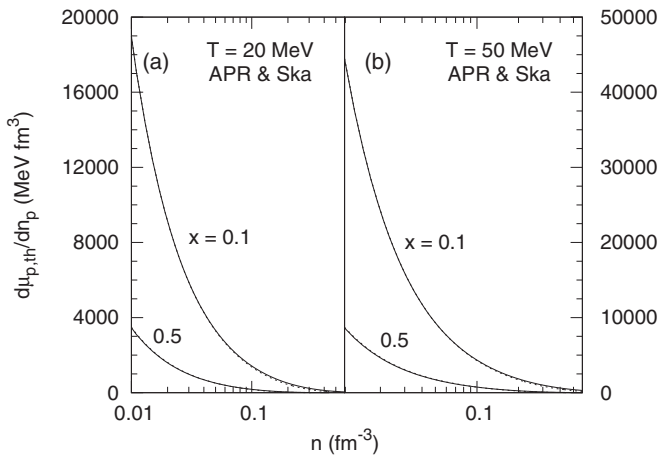 20000
16000
12000
8000
4000
0
dμp,th/dnp (MeV fm³)
(a)
T = 20 MeV
APR & Ska
x = 0.1
0.5
(b)
T = 50 MeV
APR & Ska
x = 0.1
0.5
50000
40000
30000
20000
10000
0
0.01
0.1
0.1
n (fm⁻³)